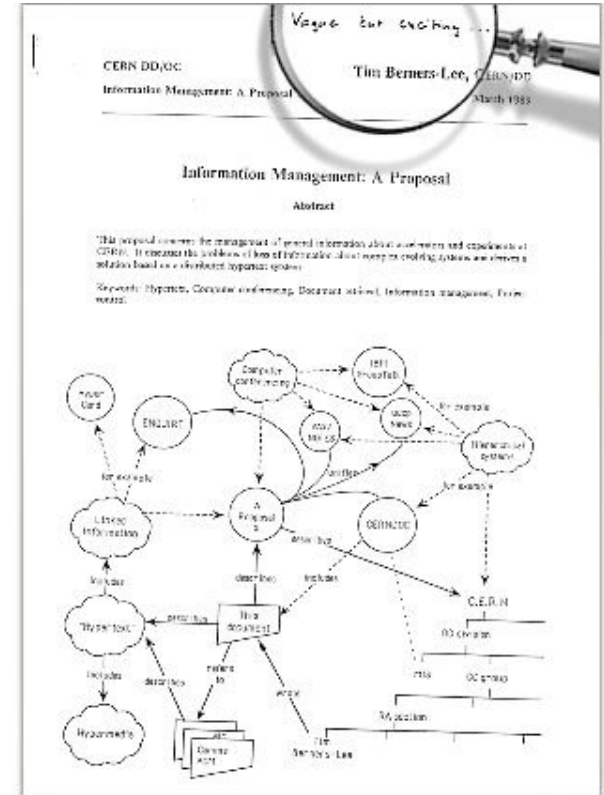 Vague but exciting ...
CERN DD/OC
Tim Berners-Lee, CERN/DD
Information Management: A Proposal
March 1989
Information Management: A Proposal
Abstract
This proposal concerns the management of general information about accelerators and experiments at
CERN. It discusses the problems of loss of information about complex evolving systems and derives a
solution based on a distributed hypertext system.
Keywords: Hypertext, Computer conferencing, Document retrieval, Information management, Project
control
IBM
GroupTalk
Computer
conferencing
Hyper
Card
for example
uucp
News
ENQUIRE
VAX/
NOTES
Hierarchical
systems
unifies
for example
for example
Linked
information
A
Proposal
CERNDOC
describes
includes
describes
includes
C.E.R.N
"Hypertext"
describes
This
document
DD division
includes
describes
refers
to
wrote
OC group
RA section
Hypermedia
Comms
ACM
Tim
Berners-Lee